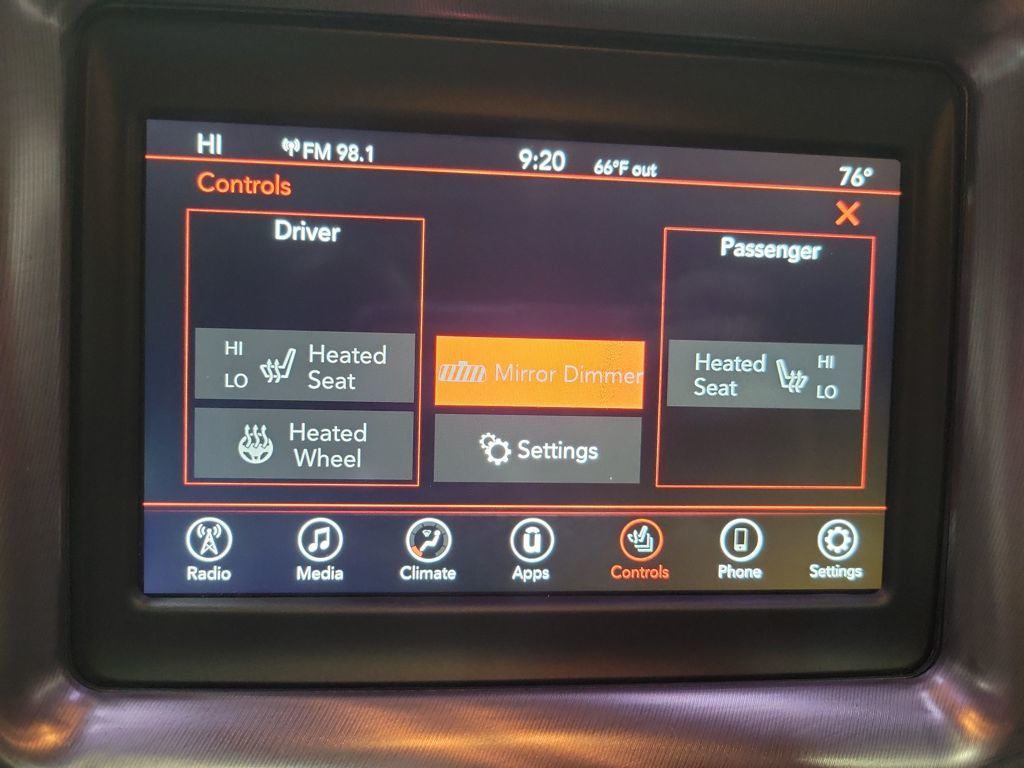 HI FM 98.1 9:20 66°F out 76°
Controls
Driver
Passenger
HI
LO
Heated
Seat
Mirror Dimmer
Heated
Seat
HI
LO
Heated
Wheel
Settings
Radio Media Climate Apps Controls Phone Settings